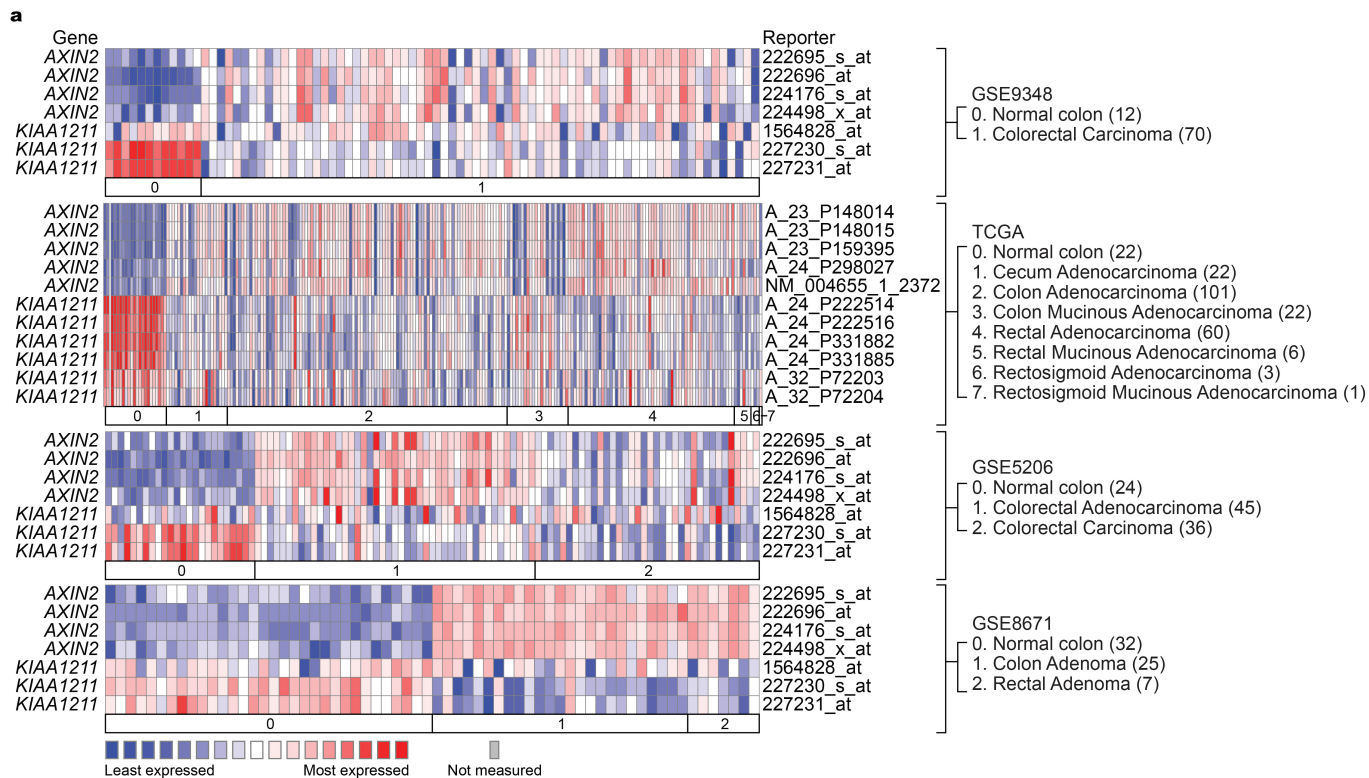 a
Gene Reporter
AXIN2 222695_s_at
AXIN2 222696_at
AXIN2 224176_s_at
AXIN2 224498_x_at
KIAA1211 1564828_at
KIAA1211 227230_s_at
KIAA1211 227231_at
0 1
GSE9348
0. Normal colon (12)
1. Colorectal Carcinoma (70)
AXIN2 A_23_P148014
AXIN2 A_23_P148015
AXIN2 A_23_P159395
AXIN2 A_24_P298027
AXIN2 NM_004655_1_2372
KIAA1211 A_24_P222514
KIAA1211 A_24_P222516
KIAA1211 A_24_P331882
KIAA1211 A_24_P331885
KIAA1211 A_32_P72203
KIAA1211 A_32_P72204
0 1 2 3 4 5 6 7
TCGA
0. Normal colon (22)
1. Cecum Adenocarcinoma (22)
2. Colon Adenocarcinoma (101)
3. Colon Mucinous Adenocarcinoma (22)
4. Rectal Adenocarcinoma (60)
5. Rectal Mucinous Adenocarcinoma (6)
6. Rectosigmoid Adenocarcinoma (3)
7. Rectosigmoid Mucinous Adenocarcinoma (1)
AXIN2 222695_s_at
AXIN2 222696_at
AXIN2 224176_s_at
AXIN2 224498_x_at
KIAA1211 1564828_at
KIAA1211 227230_s_at
KIAA1211 227231_at
0 1 2
GSE5206
0. Normal colon (24)
1. Colorectal Adenocarcinoma (45)
2. Colorectal Carcinoma (36)
AXIN2 222695_s_at
AXIN2 222696_at
AXIN2 224176_s_at
AXIN2 224498_x_at
KIAA1211 1564828_at
KIAA1211 227230_s_at
KIAA1211 227231_at
0 1 2
GSE8671
0. Normal colon (32)
1. Colon Adenoma (25)
2. Rectal Adenoma (7)
Least expressed Most expressed Not measured